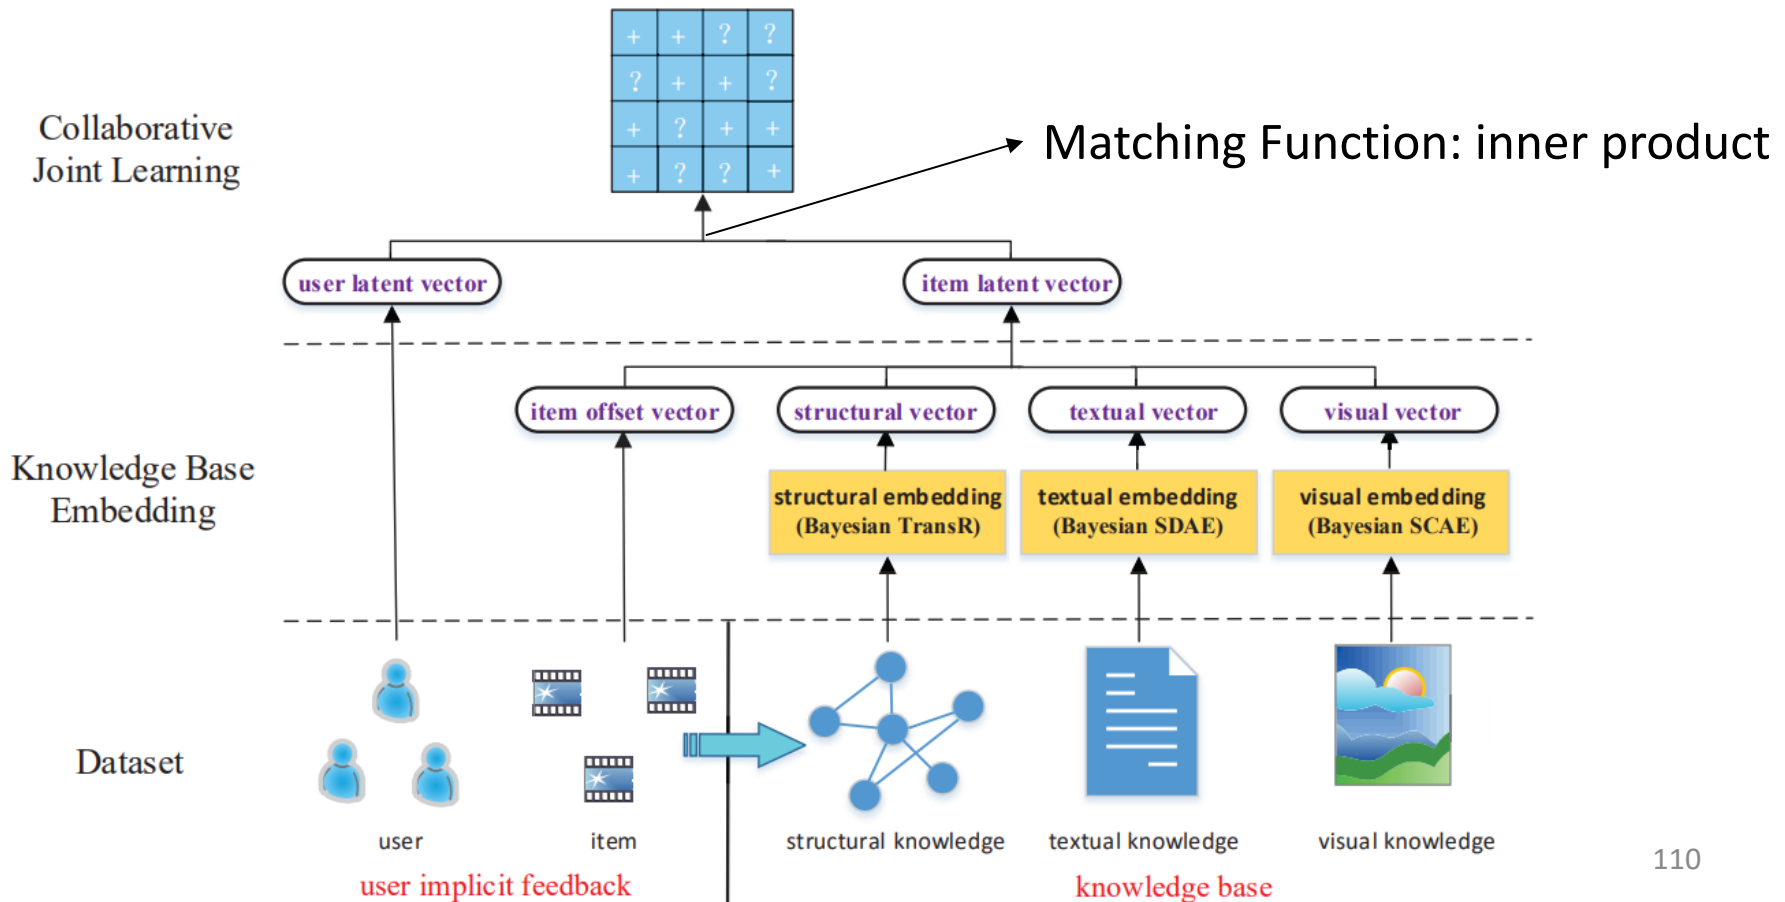 + + ? ?
? + + ?
+ ? + +
+ ? ? +
Collaborative
Joint Learning
Matching Function: inner product
user latent vector
item latent vector
item offset vector
structural vector
textual vector
visual vector
Knowledge Base
Embedding
structural embedding
(Bayesian TransR)
textual embedding
(Bayesian SDAE)
visual embedding
(Bayesian SCAE)
Dataset
user
item
structural knowledge
textual knowledge
visual knowledge
user implicit feedback
knowledge base
110